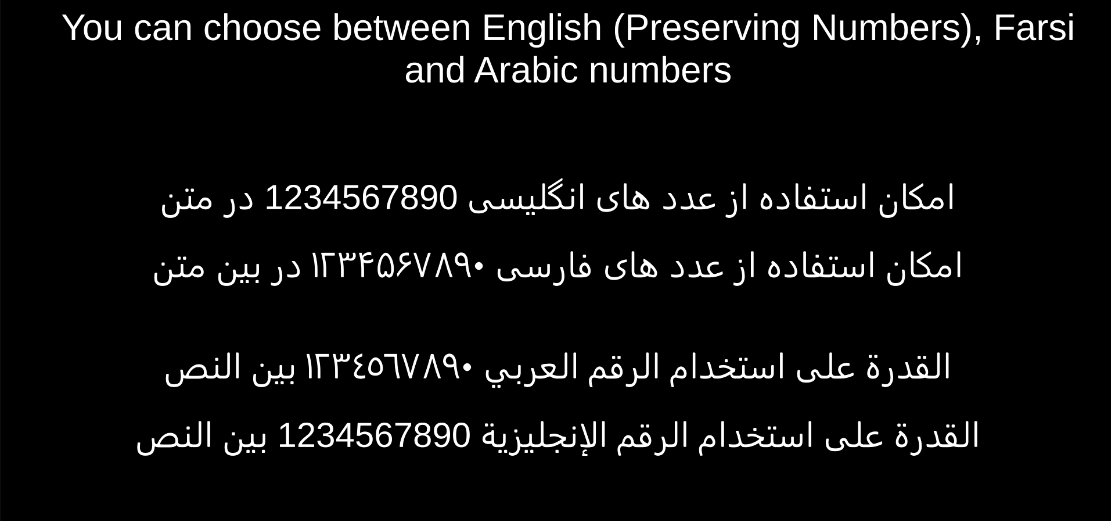 You can choose between English (Preserving Numbers), Farsi
and Arabic numbers
امکان استفاده از عدد های انگلیسی 1234567890 در متن
امکان استفاده از عدد های فارسی ۱۲۳۴۵۶۷۸۹۰ در بین متن
القدرة على استخدام الرقم العربي ١٢٣٤٥٦٧٨٩٠ بين النص
القدرة على استخدام الرقم الإنجليزية 1234567890 بين النص